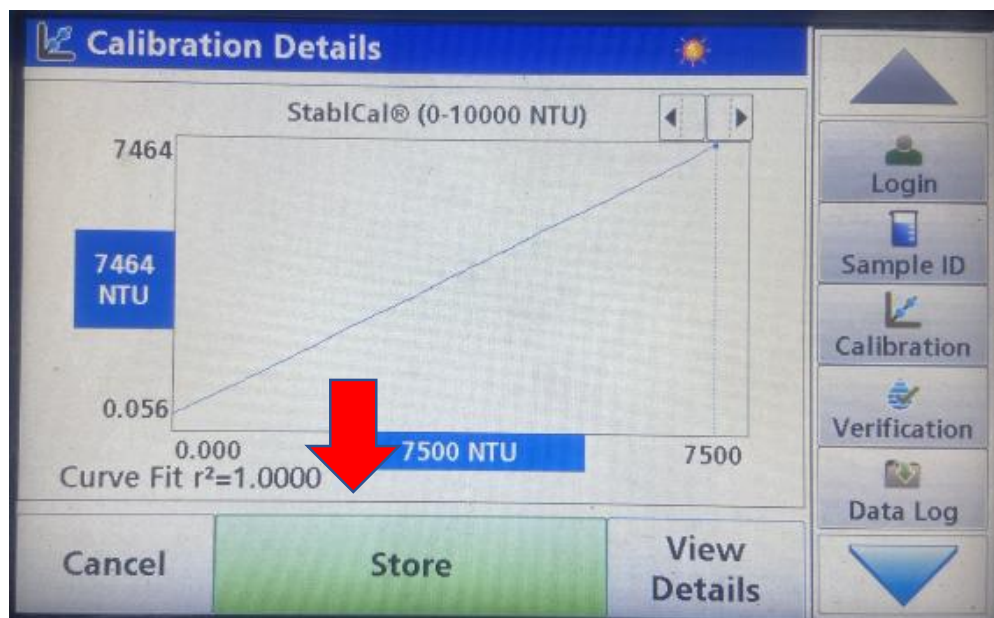 Calibration Details
StablCal® (0-10000 NTU)
7464
7464
NTU
0.056
0.000
7500 NTU
7500
Curve Fit r²=1.0000
Cancel
Store
View
Details
Login
Sample ID
Calibration
Verification
Data Log